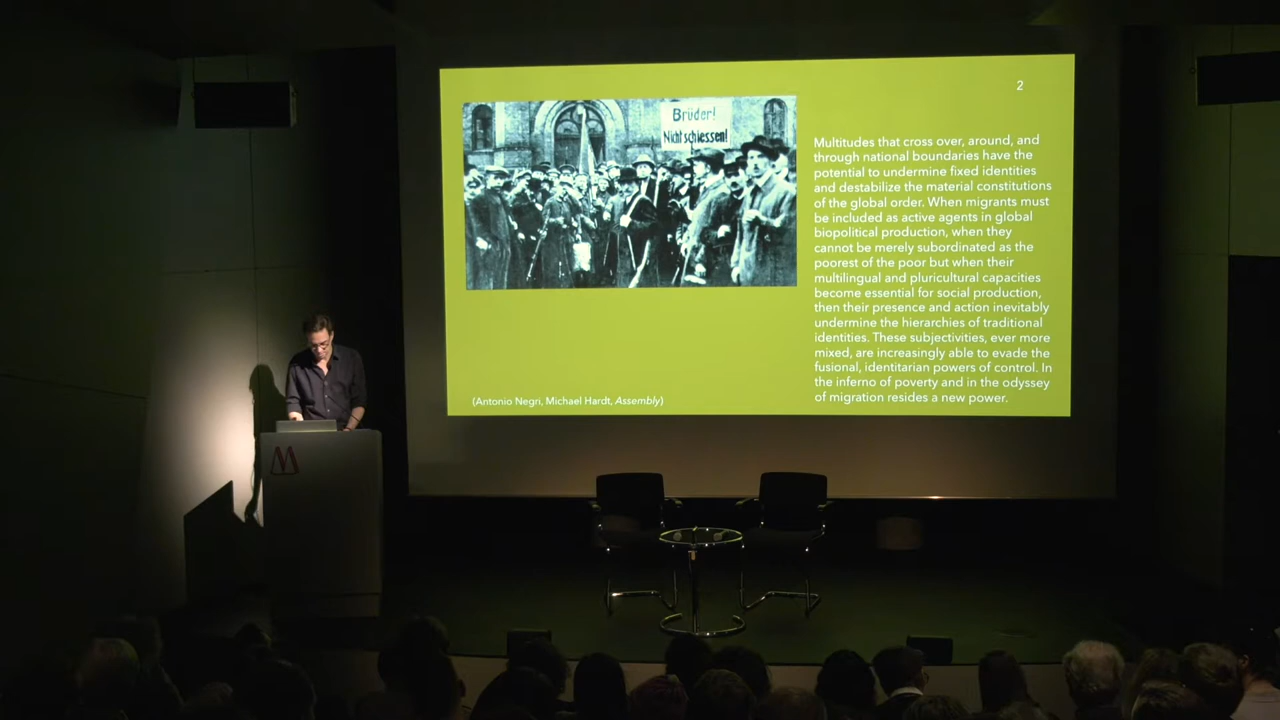 2
Brüder!
Nicht schiessen!
Multitudes that cross over, around, and
through national boundaries have the
potential to undermine fixed identities
and destabilize the material constitutions
of the global order. When migrants must
be included as active agents in global
biopolitical production, when they
cannot be merely subordinated as the
poorest of the poor but when their
multilingual and pluricultural capacities
become essential for social production,
then their presence and action inevitably
undermine the hierarchies of traditional
identities. These subjectivities, ever more
mixed, are increasingly able to evade the
fusional, identitarian powers of control. In
the inferno of poverty and in the odyssey
of migration resides a new power.
(Antonio Negri, Michael Hardt, Assembly)
M